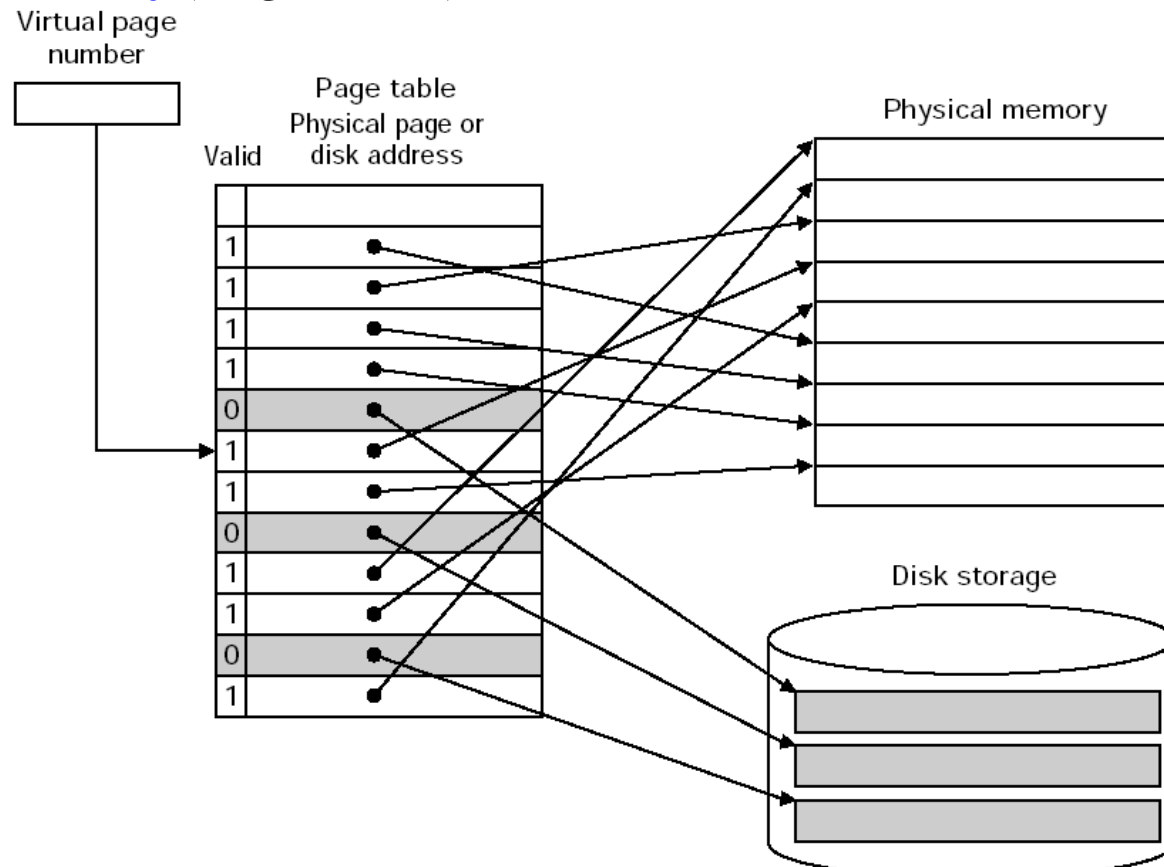 Virtual page
number
Page table
Physical page or
disk address
Valid
Physical memory
1
1
1
1
0
1
1
0
1
1
0
1
Disk storage